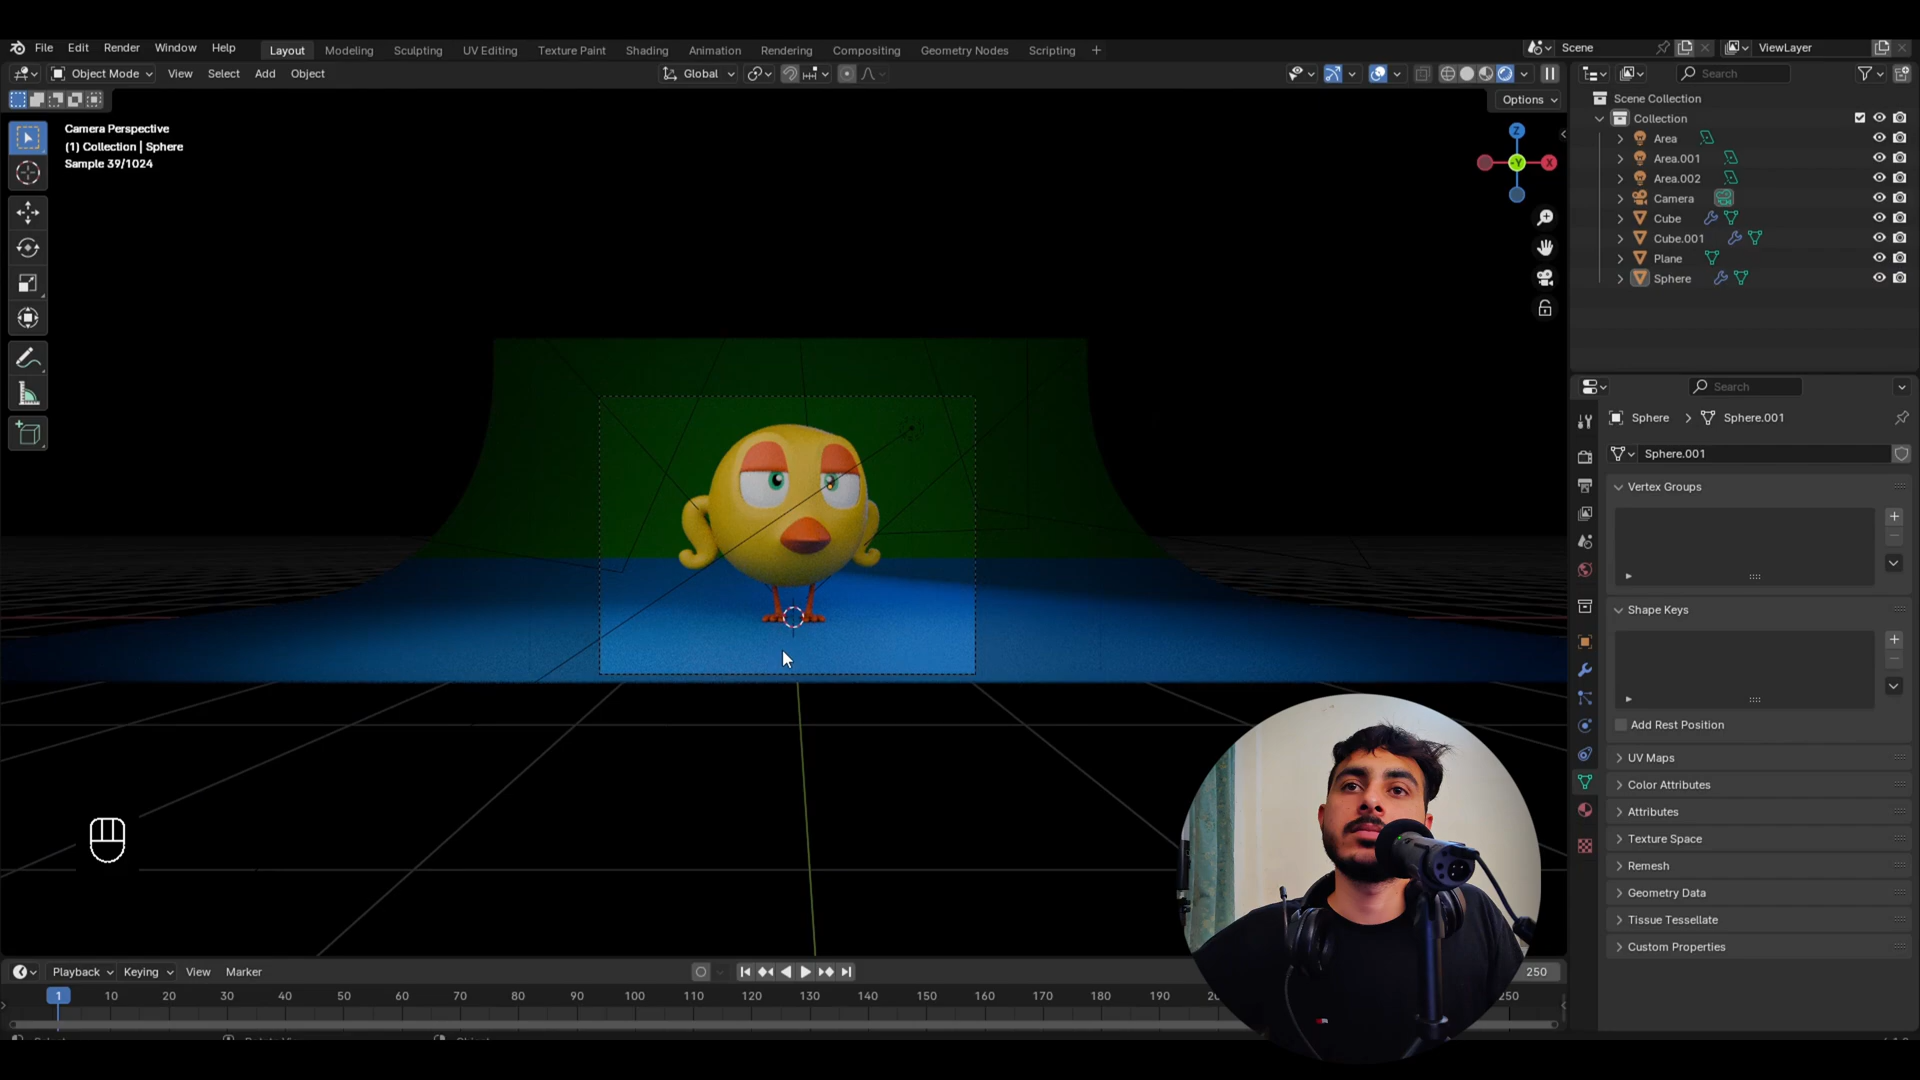 File Edit Render Window Help Layout Modeling Sculpting UV Editing Texture Paint Shading Animation Rendering Compositing Geometry Nodes Scripting + Scene ViewLayer
Object Mode View Select Add Object Global Search
Options
Camera Perspective
(1) Collection | Sphere
Sample 39/1024
Z
-Y
X
Scene Collection
Collection
Area
Area.001
Area.002
Camera
Cube
Cube.001
Plane
Sphere
Search
Sphere > Sphere.001
Sphere.001
Vertex Groups
Shape Keys
Add Rest Position
UV Maps
Color Attributes
Attributes
Texture Space
Remesh
Geometry Data
Tissue Tessellate
Custom Properties
Playback Keying View Marker 250
1 10 20 30 40 50 60 70 80 90 100 110 120 130 140 150 160 170 180 190 250